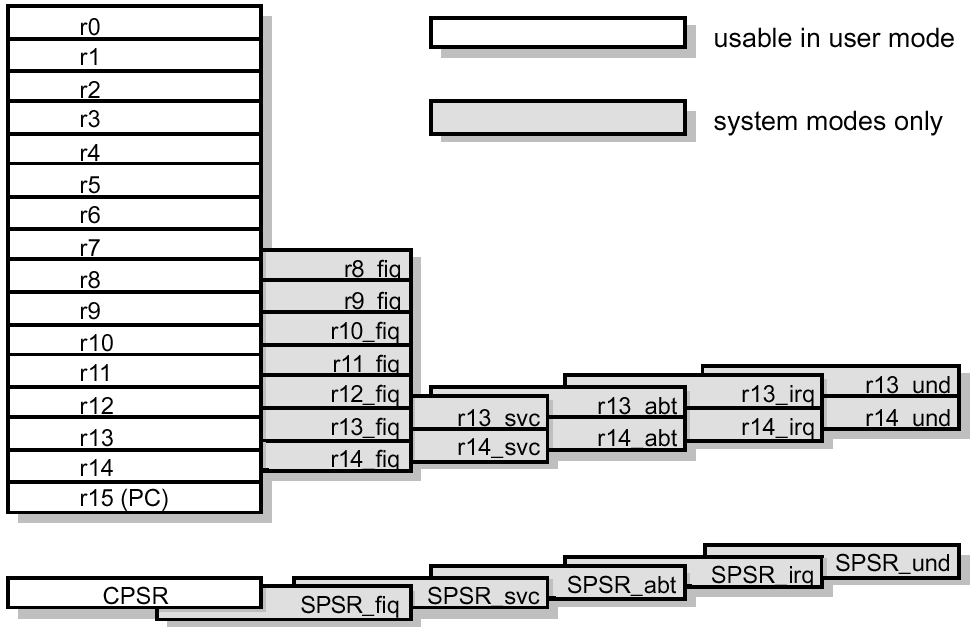 r0
r1
r2
r3
r4
r5
r6
r7
r8
r9
r10
r11
r12
r13
r14
r15 (PC)
usable in user mode
system modes only
r8_fiq
r9_fiq
r10_fiq
r11_fiq
r12_fiq
r13_fiq
r14_fiq
r13_svc
r14_svc
r13_abt
r14_abt
r13_irq
r14_irq
r13_und
r14_und
CPSR
SPSR_fiq
SPSR_svc
SPSR_abt
SPSR_irq
SPSR_und